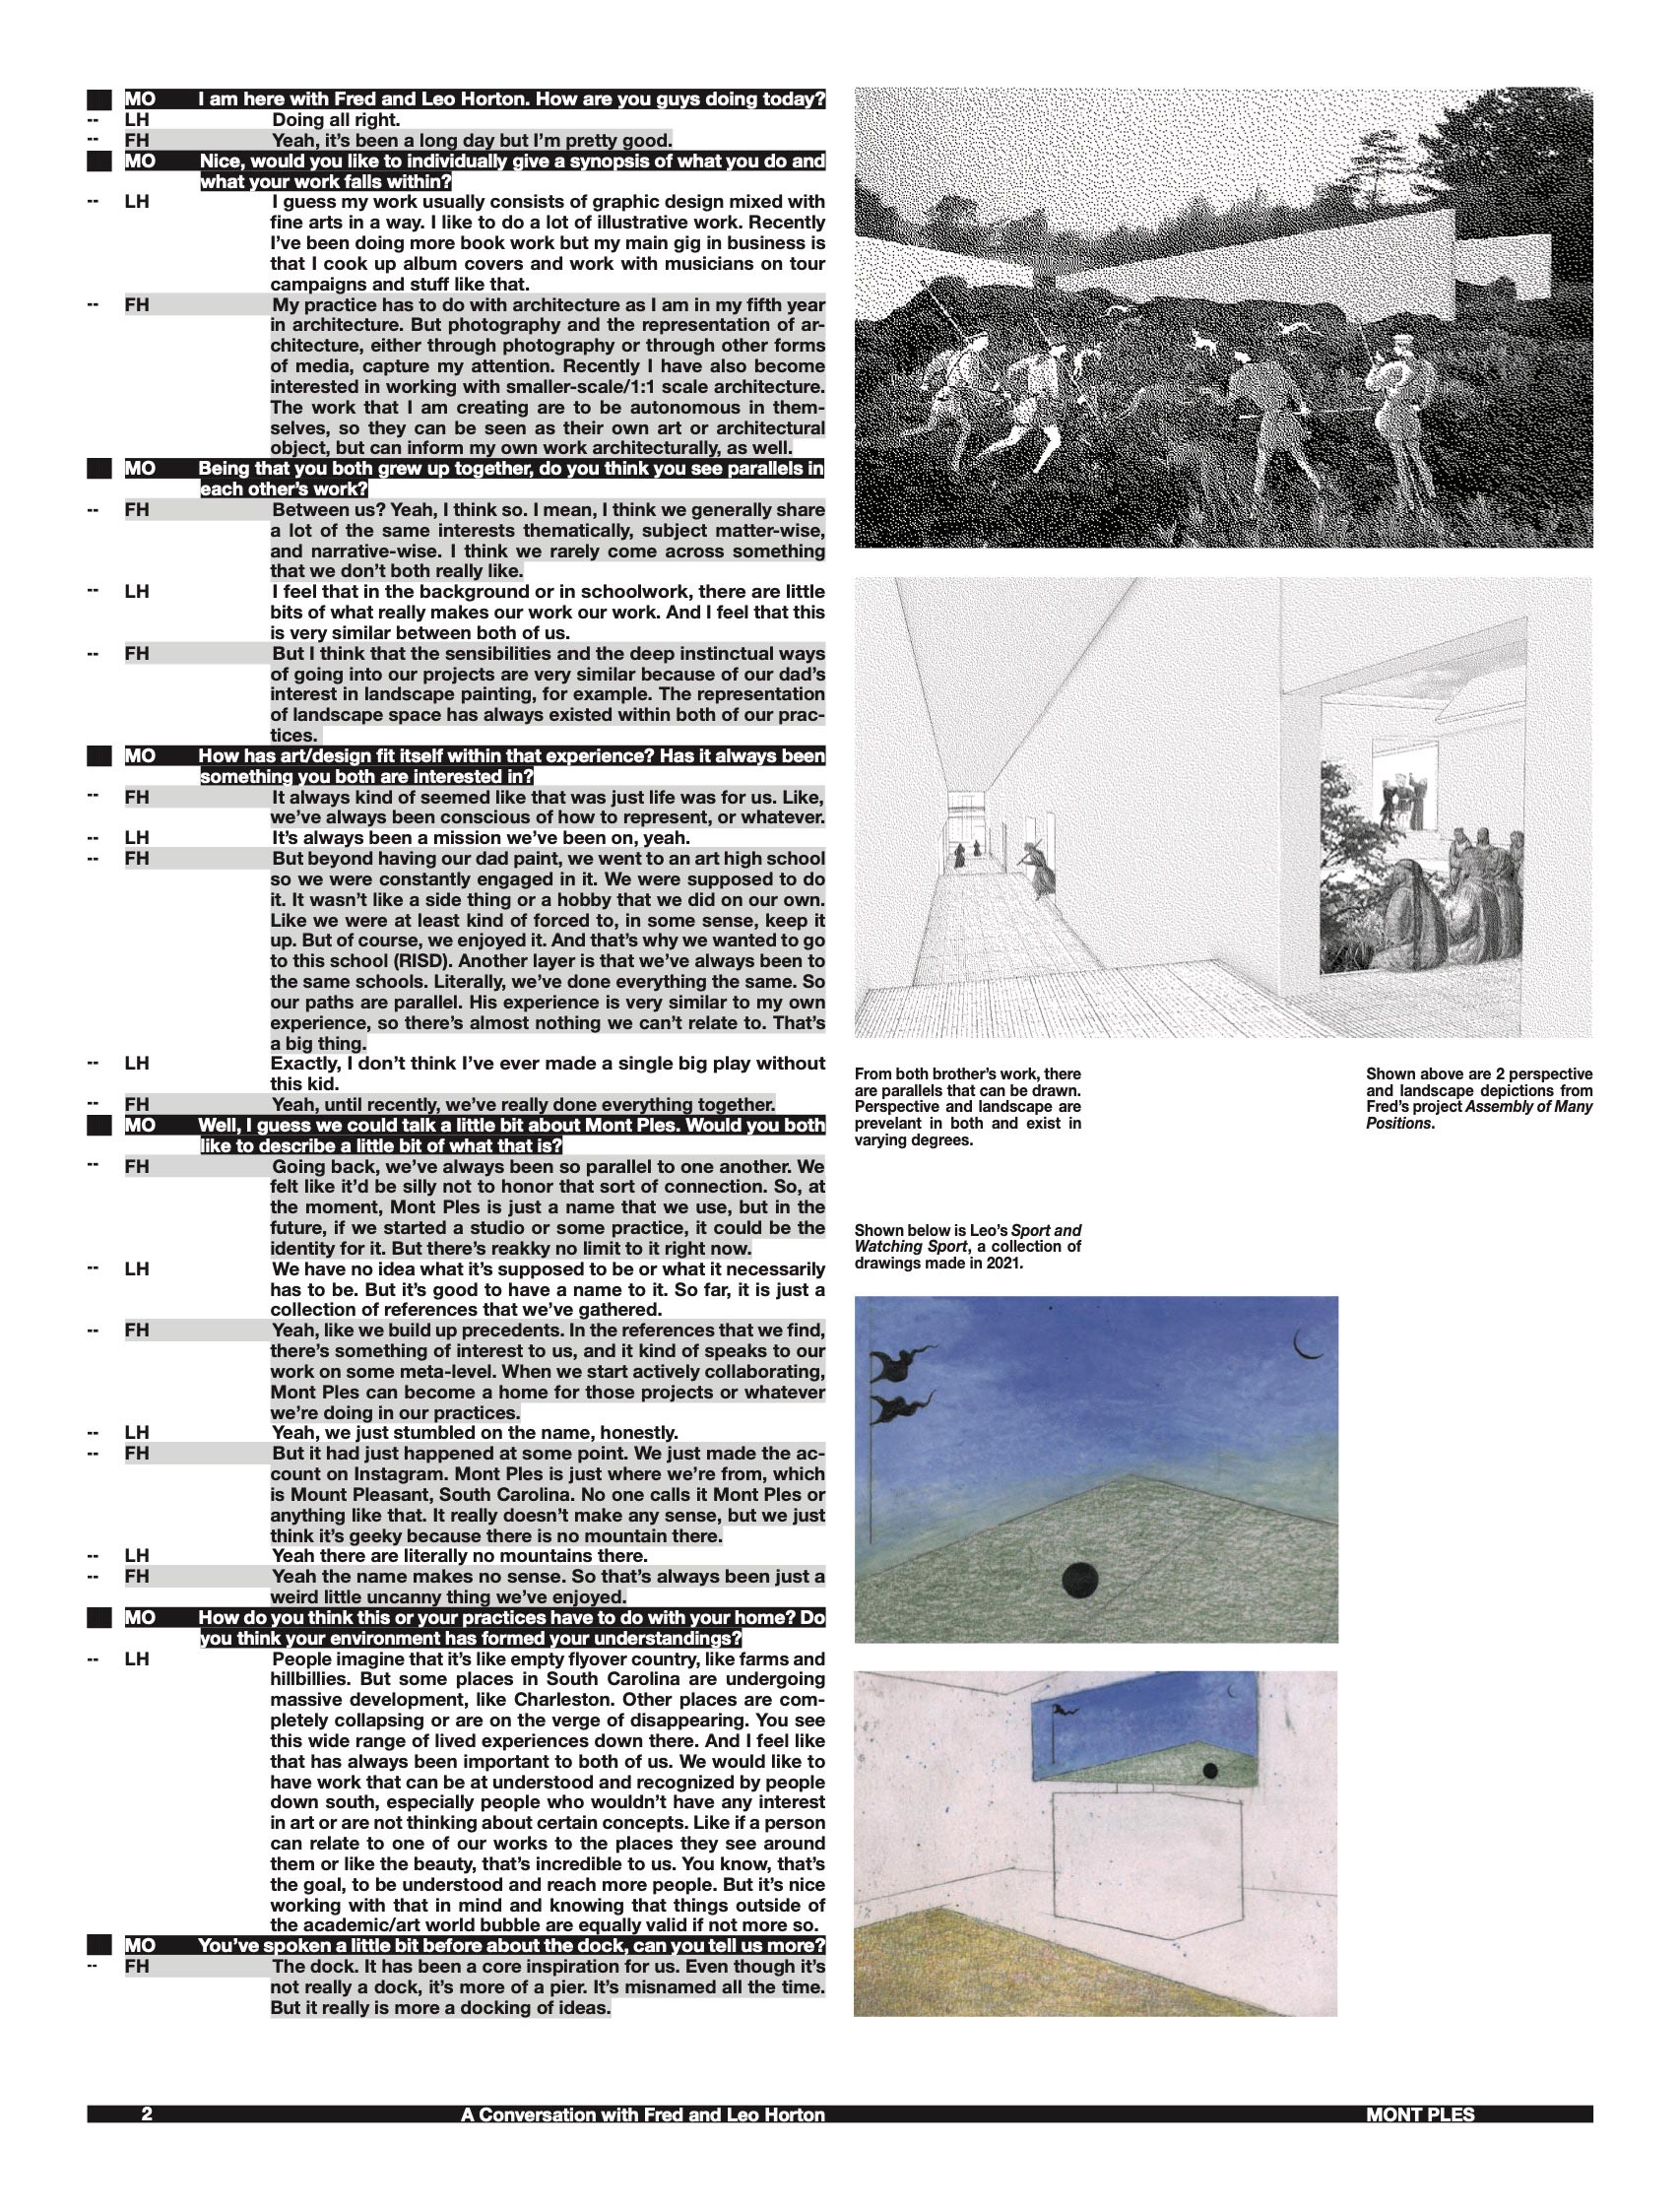 MO I am here with Fred and Leo Horton. How are you guys doing today?
-- LH Doing all right.
-- FH Yeah, it’s been a long day but I’m pretty good.
MO Nice, would you like to individually give a synopsis of what you do and
what your work falls within?
-- LH I guess my work usually consists of graphic design mixed with
fine arts in a way. I like to do a lot of illustrative work. Recently
I’ve been doing more book work but my main gig in business is
that I cook up album covers and work with musicians on tour
campaigns and stuff like that.
-- FH My practice has to do with architecture as I am in my fifth year
in architecture. But photography and the representation of ar-
chitecture, either through photography or through other forms
of media, capture my attention. Recently I have also become
interested in working with smaller-scale/1:1 scale architecture.
The work that I am creating are to be autonomous in them-
selves, so they can be seen as their own art or architectural
object, but can inform my own work architecturally, as well.
MO Being that you both grew up together, do you think you see parallels in
each other’s work?
-- FH Between us? Yeah, I think so. I mean, I think we generally share
a lot of the same interests thematically, subject matter-wise,
and narrative-wise. I think we rarely come across something
that we don’t both really like.
-- LH I feel that in the background or in schoolwork, there are little
bits of what really makes our work our work. And I feel that this
is very similar between both of us.
-- FH But I think that the sensibilities and the deep instinctual ways
of going into our projects are very similar because of our dad’s
interest in landscape painting, for example. The representation
of landscape space has always existed within both of our prac-
tices.
MO How has art/design fit itself within that experience? Has it always been
something you both are interested in?
-- FH It always kind of seemed like that was just life was for us. Like,
we’ve always been conscious of how to represent, or whatever.
-- LH It’s always been a mission we’ve been on, yeah.
-- FH But beyond having our dad paint, we went to an art high school
so we were constantly engaged in it. We were supposed to do
it. It wasn’t like a side thing or a hobby that we did on our own.
Like we were at least kind of forced to, in some sense, keep it
up. But of course, we enjoyed it. And that’s why we wanted to go
to this school (RISD). Another layer is that we’ve always been to
the same schools. Literally, we’ve done everything the same. So
our paths are parallel. His experience is very similar to my own
experience, so there’s almost nothing we can’t relate to. That’s
a big thing.
-- LH Exactly, I don’t think I’ve ever made a single big play without
this kid.
-- FH Yeah, until recently, we’ve really done everything together.
MO Well, I guess we could talk a little bit about Mont Ples. Would you both
like to describe a little bit of what that is?
-- FH Going back, we’ve always been so parallel to one another. We
felt like it’d be silly not to honor that sort of connection. So, at
the moment, Mont Ples is just a name that we use, but in the
future, if we started a studio or some practice, it could be the
identity for it. But there’s reakky no limit to it right now.
-- LH We have no idea what it’s supposed to be or what it necessarily
has to be. But it’s good to have a name to it. So far, it is just a
collection of references that we’ve gathered.
-- FH Yeah, like we build up precedents. In the references that we find,
there’s something of interest to us, and it kind of speaks to our
work on some meta-level. When we start actively collaborating,
Mont Ples can become a home for those projects or whatever
we’re doing in our practices.
-- LH Yeah, we just stumbled on the name, honestly.
-- FH But it had just happened at some point. We just made the ac-
count on Instagram. Mont Ples is just where we’re from, which
is Mount Pleasant, South Carolina. No one calls it Mont Ples or
anything like that. It really doesn’t make any sense, but we just
think it’s geeky because there is no mountain there.
-- LH Yeah there are literally no mountains there.
-- FH Yeah the name makes no sense. So that’s always been just a
weird little uncanny thing we’ve enjoyed.
MO How do you think this or your practices have to do with your home? Do
you think your environment has formed your understandings?
-- LH People imagine that it’s like empty flyover country, like farms and
hillbillies. But some places in South Carolina are undergoing
massive development, like Charleston. Other places are com-
pletely collapsing or are on the verge of disappearing. You see
this wide range of lived experiences down there. And I feel like
that has always been important to both of us. We would like to
have work that can be at understood and recognized by people
down south, especially people who wouldn’t have any interest
in art or are not thinking about certain concepts. Like if a person
can relate to one of our works to the places they see around
them or like the beauty, that’s incredible to us. You know, that’s
the goal, to be understood and reach more people. But it’s nice
working with that in mind and knowing that things outside of
the academic/art world bubble are equally valid if not more so.
MO You’ve spoken a little bit before about the dock, can you tell us more?
-- FH The dock. It has been a core inspiration for us. Even though it’s
not really a dock, it’s more of a pier. It’s misnamed all the time.
But it really is more a docking of ideas.
From both brother’s work, there
are parallels that can be drawn.
Perspective and landscape are
prevelant in both and exist in
varying degrees.
Shown above are 2 perspective
and landscape depictions from
Fred’s project Assembly of Many
Positions.
Shown below is Leo’s Sport and
Watching Sport, a collection of
drawings made in 2021.
2 A Conversation with Fred and Leo Horton MONT PLES